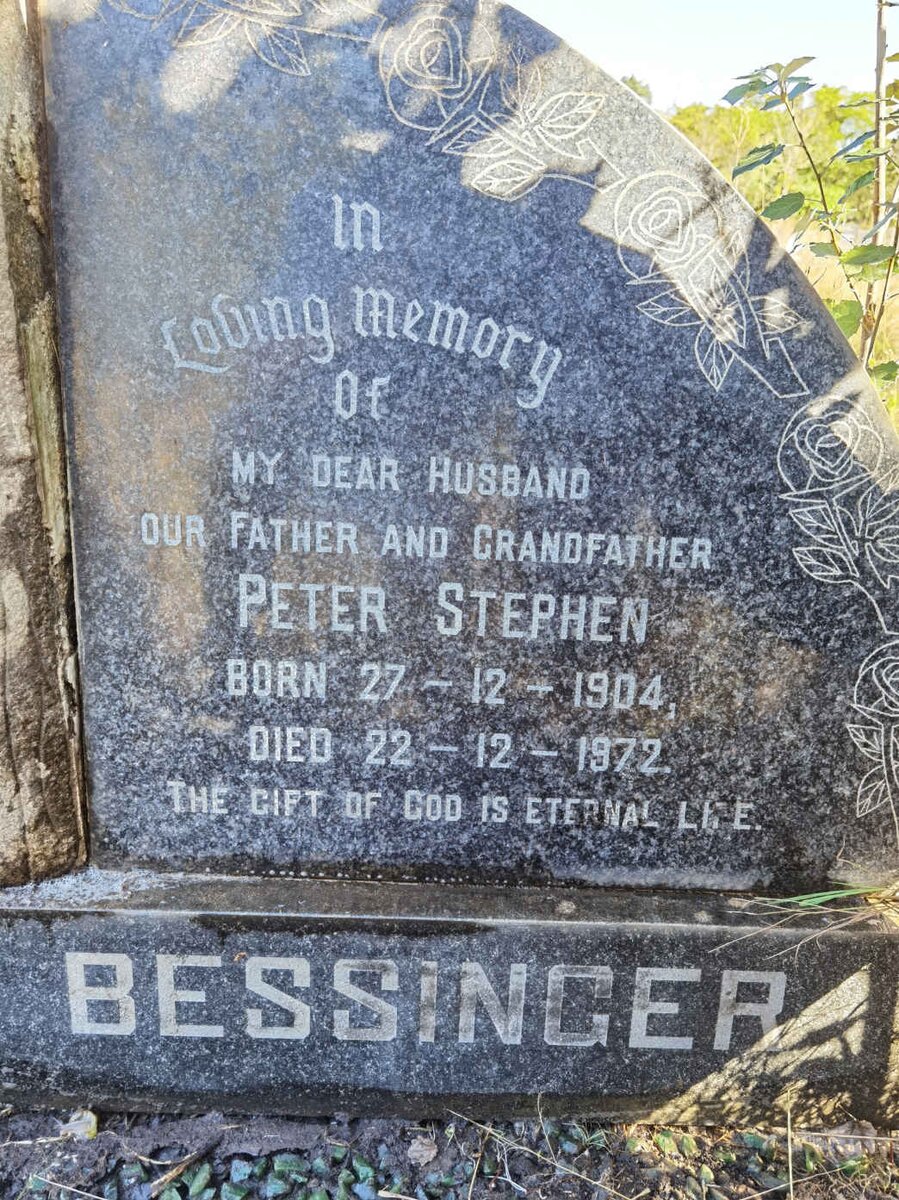 In
Loving Memory
Of
MY DEAR HUSBAND
OUR FATHER AND GRANDFATHER
PETER STEPHEN
BORN 27 – 12 – 1904,
DIED 22 – 12 – 1972.
THE GIFT OF GOD IS ETERNAL LIFE.
BESSINGER